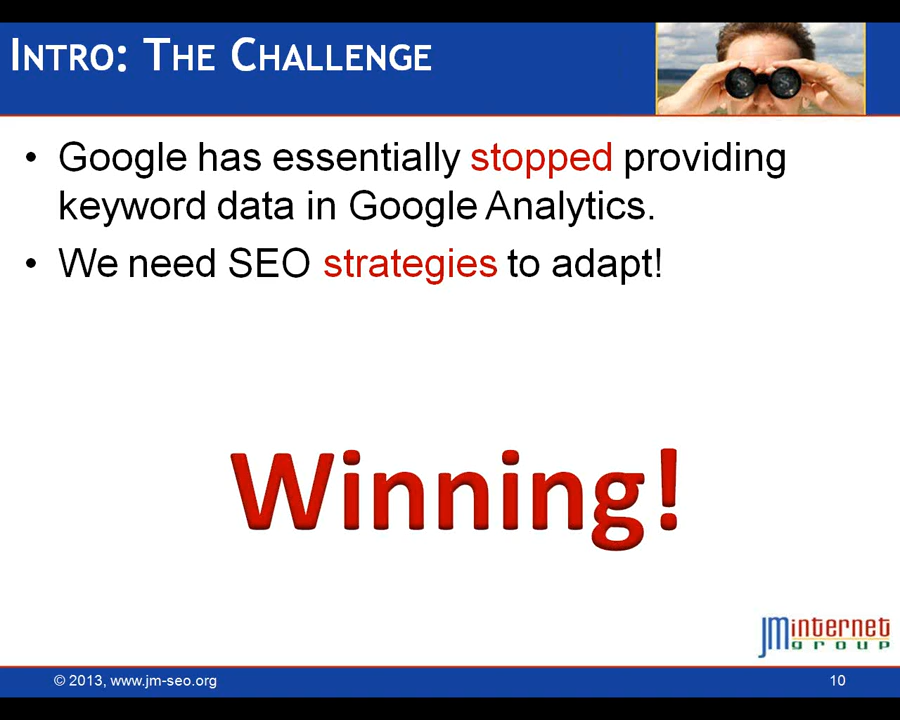 INTRO: THE CHALLENGE
• Google has essentially stopped providing
keyword data in Google Analytics.
• We need SEO strategies to adapt!
Winning!
JMinternet
group
© 2013, www.jm-seo.org
10